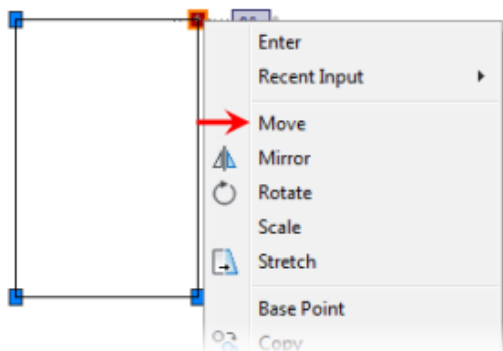 Enter
Recent Input
Move
Mirror
Rotate
Scale
Stretch
Base Point
Copy